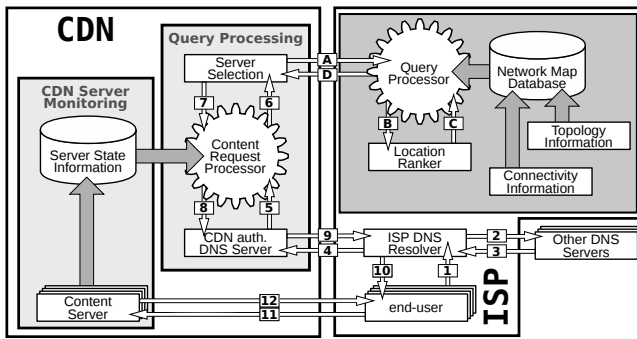 CDN
Query Processing
Server
Selection
A
D
Query
Processor
Network Map
Database
CDN Server
Monitoring
7
6
B
C
Topology
Information
Server State
Information
Content
Request
Processor
Location
Ranker
Connectivity
Information
8
5
CDN auth.
DNS Server
9
4
ISP DNS
Resolver
2
3
Other DNS
Servers
10
1
ISP
Content
Server
12
11
end-user